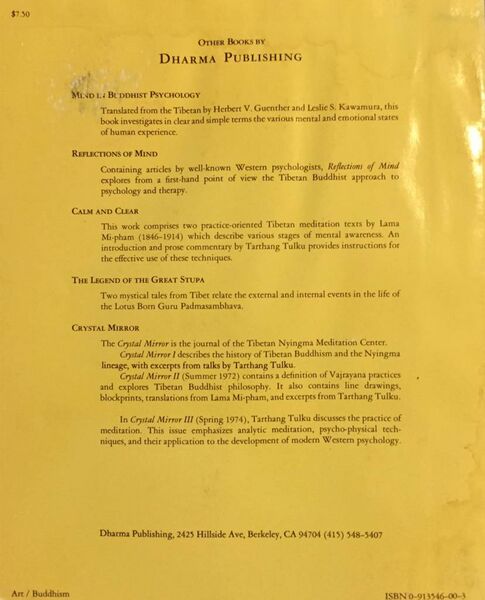 $7.50
OTHER BOOKS BY
DHARMA PUBLISHING
MIND IN BUDDHIST PSYCHOLOGY
Translated from the Tibetan by Herbert V. Guenther and Leslie S. Kawamura, this
book investigates in clear and simple terms the various mental and emotional states
of human experience.
REFLECTIONS OF MIND
Containing articles by well-known Western psychologists, Reflections of Mind
explores from a first-hand point of view the Tibetan Buddhist approach to
psychology and therapy.
CALM AND CLEAR
This work comprises two practice-oriented Tibetan meditation texts by Lama
Mi-pham (1846–1914) which describe various stages of mental awareness. An
introduction and prose commentary by Tarthang Tulku provides instructions for
the effective use of these techniques.
THE LEGEND OF THE GREAT STUPA
Two mystical tales from Tibet relate the external and internal events in the life of
the Lotus Born Guru Padmasambhava.
CRYSTAL MIRROR
The Crystal Mirror is the journal of the Tibetan Nyingma Meditation Center.
Crystal Mirror I describes the history of Tibetan Buddhism and the Nyingma
lineage, with excerpts from talks by Tarthang Tulku.
Crystal Mirror II (Summer 1972) contains a definition of Vajrayana practices
and explores Tibetan Buddhist philosophy. It also contains line drawings,
blockprints, translations from Lama Mi-pham, and excerpts from Tarthang Tulku.
In Crystal Mirror III (Spring 1974), Tarthang Tulku discusses the practice of
meditation. This issue emphasizes analytic meditation, psycho-physical tech-
niques, and their application to the development of modern Western psychology.
Dharma Publishing, 2425 Hillside Ave, Berkeley, CA 94704 (415) 548-5407
Art / Buddhism
ISBN 0-913546-00-3